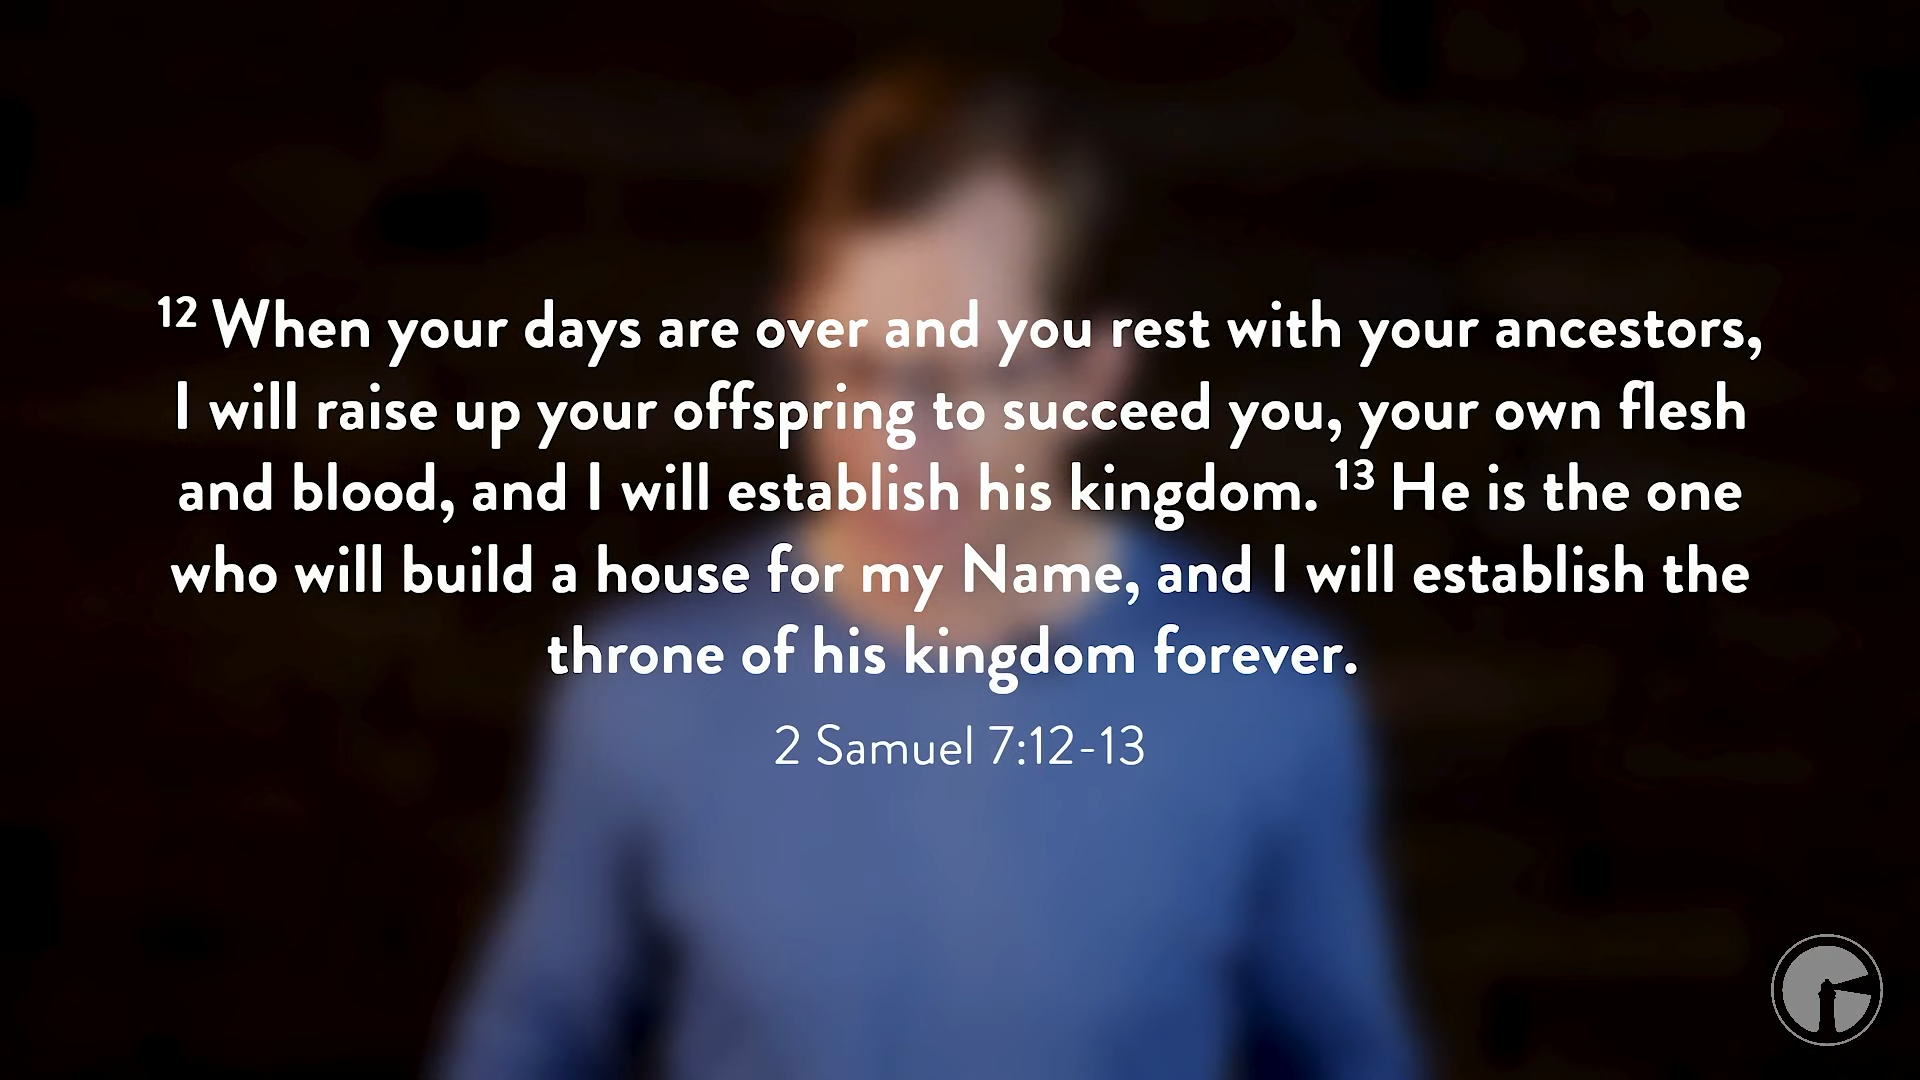 12 When your days are over and you rest with your ancestors,
I will raise up your offspring to succeed you, your own flesh
and blood, and I will establish his kingdom. 13 He is the one
who will build a house for my Name, and I will establish the
throne of his kingdom forever.
2 Samuel 7:12-13